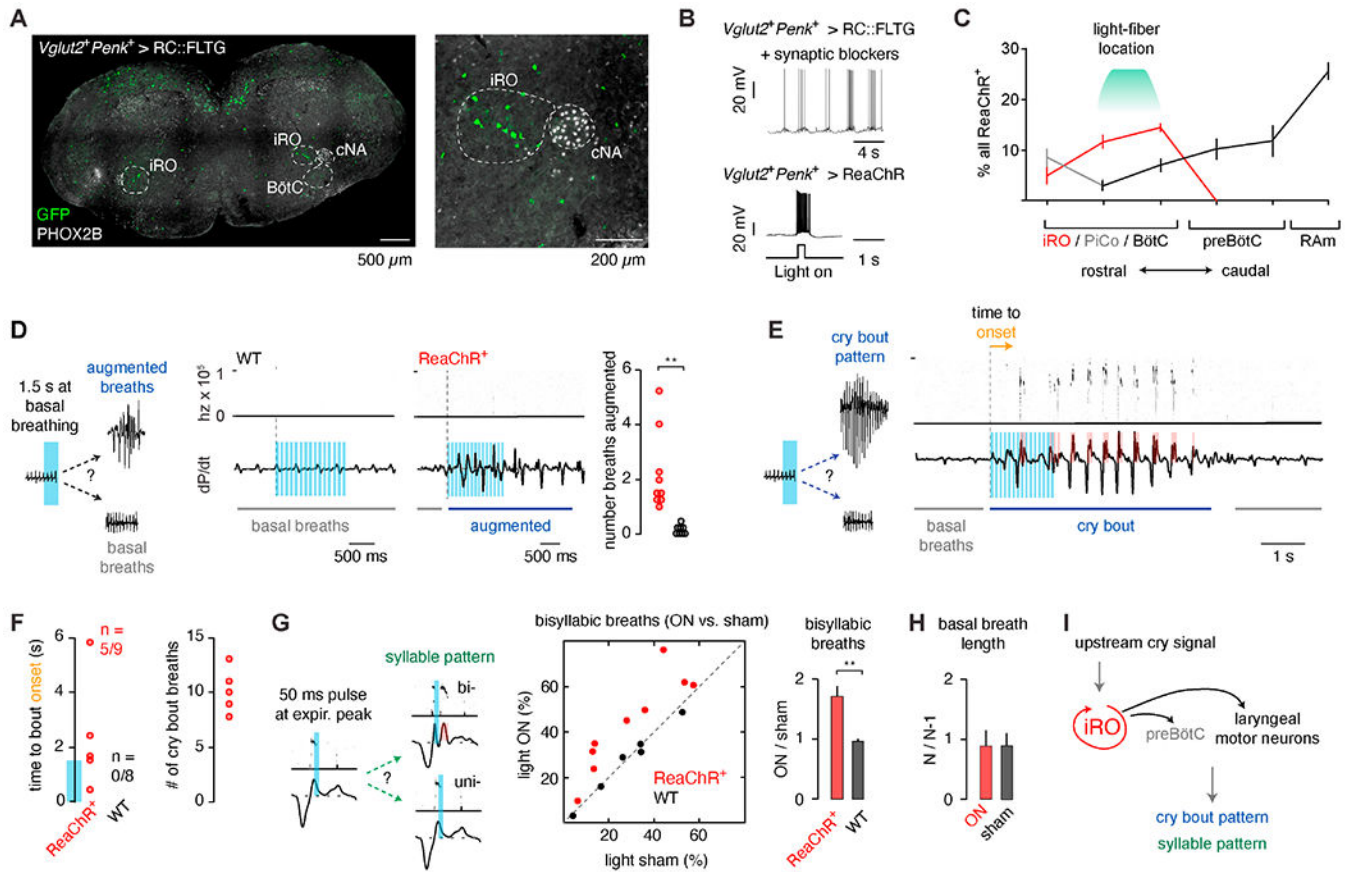 A
Vglut2+Penk+ > RC::FLTG
iRO
iRO
cNA
BötC
GFP
PHOX2B
500 µm
iRO
cNA
200 µm
B
Vglut2+Penk+ > RC::FLTG
+ synaptic blockers
20 mV
4 s
Vglut2+Penk+ > ReaChR
20 mV
Light on
1 s
C
light-fiber
location
% all ReaChR+
30
20
10
iRO / PiCo / BötC
preBötC
RAm
rostral
caudal
D
augmented
breaths
1.5 s at
basal
breathing
?
basal
breaths
WT
ReaChR+
hz x 10⁵
1
0
dP/dt
basal breaths
augmented
500 ms
500 ms
number breaths augmented
6
4
2
0
**
E
cry bout
pattern
?
time to
onset
basal
breaths
cry bout
1 s
F
time to bout onset (s)
6
4
2
0
n =
5/9
n =
0/8
ReaChR+
WT
# of cry bout breaths
15
10
5
0
G
50 ms pulse
at expir. peak
?
syllable pattern
bi-
uni-
bisyllabic breaths (ON vs. sham)
light ON (%)
60
40
20
0
ReaChR+
WT
0
20
40
60
light sham (%)
bisyllabic
breaths
**
ON / sham
2
1
0
ReaChR+
WT
H
basal breath
length
N / N-1
2
1
0
ON
sham
I
upstream cry signal
iRO
preBötC
laryngeal
motor neurons
cry bout pattern
syllable pattern